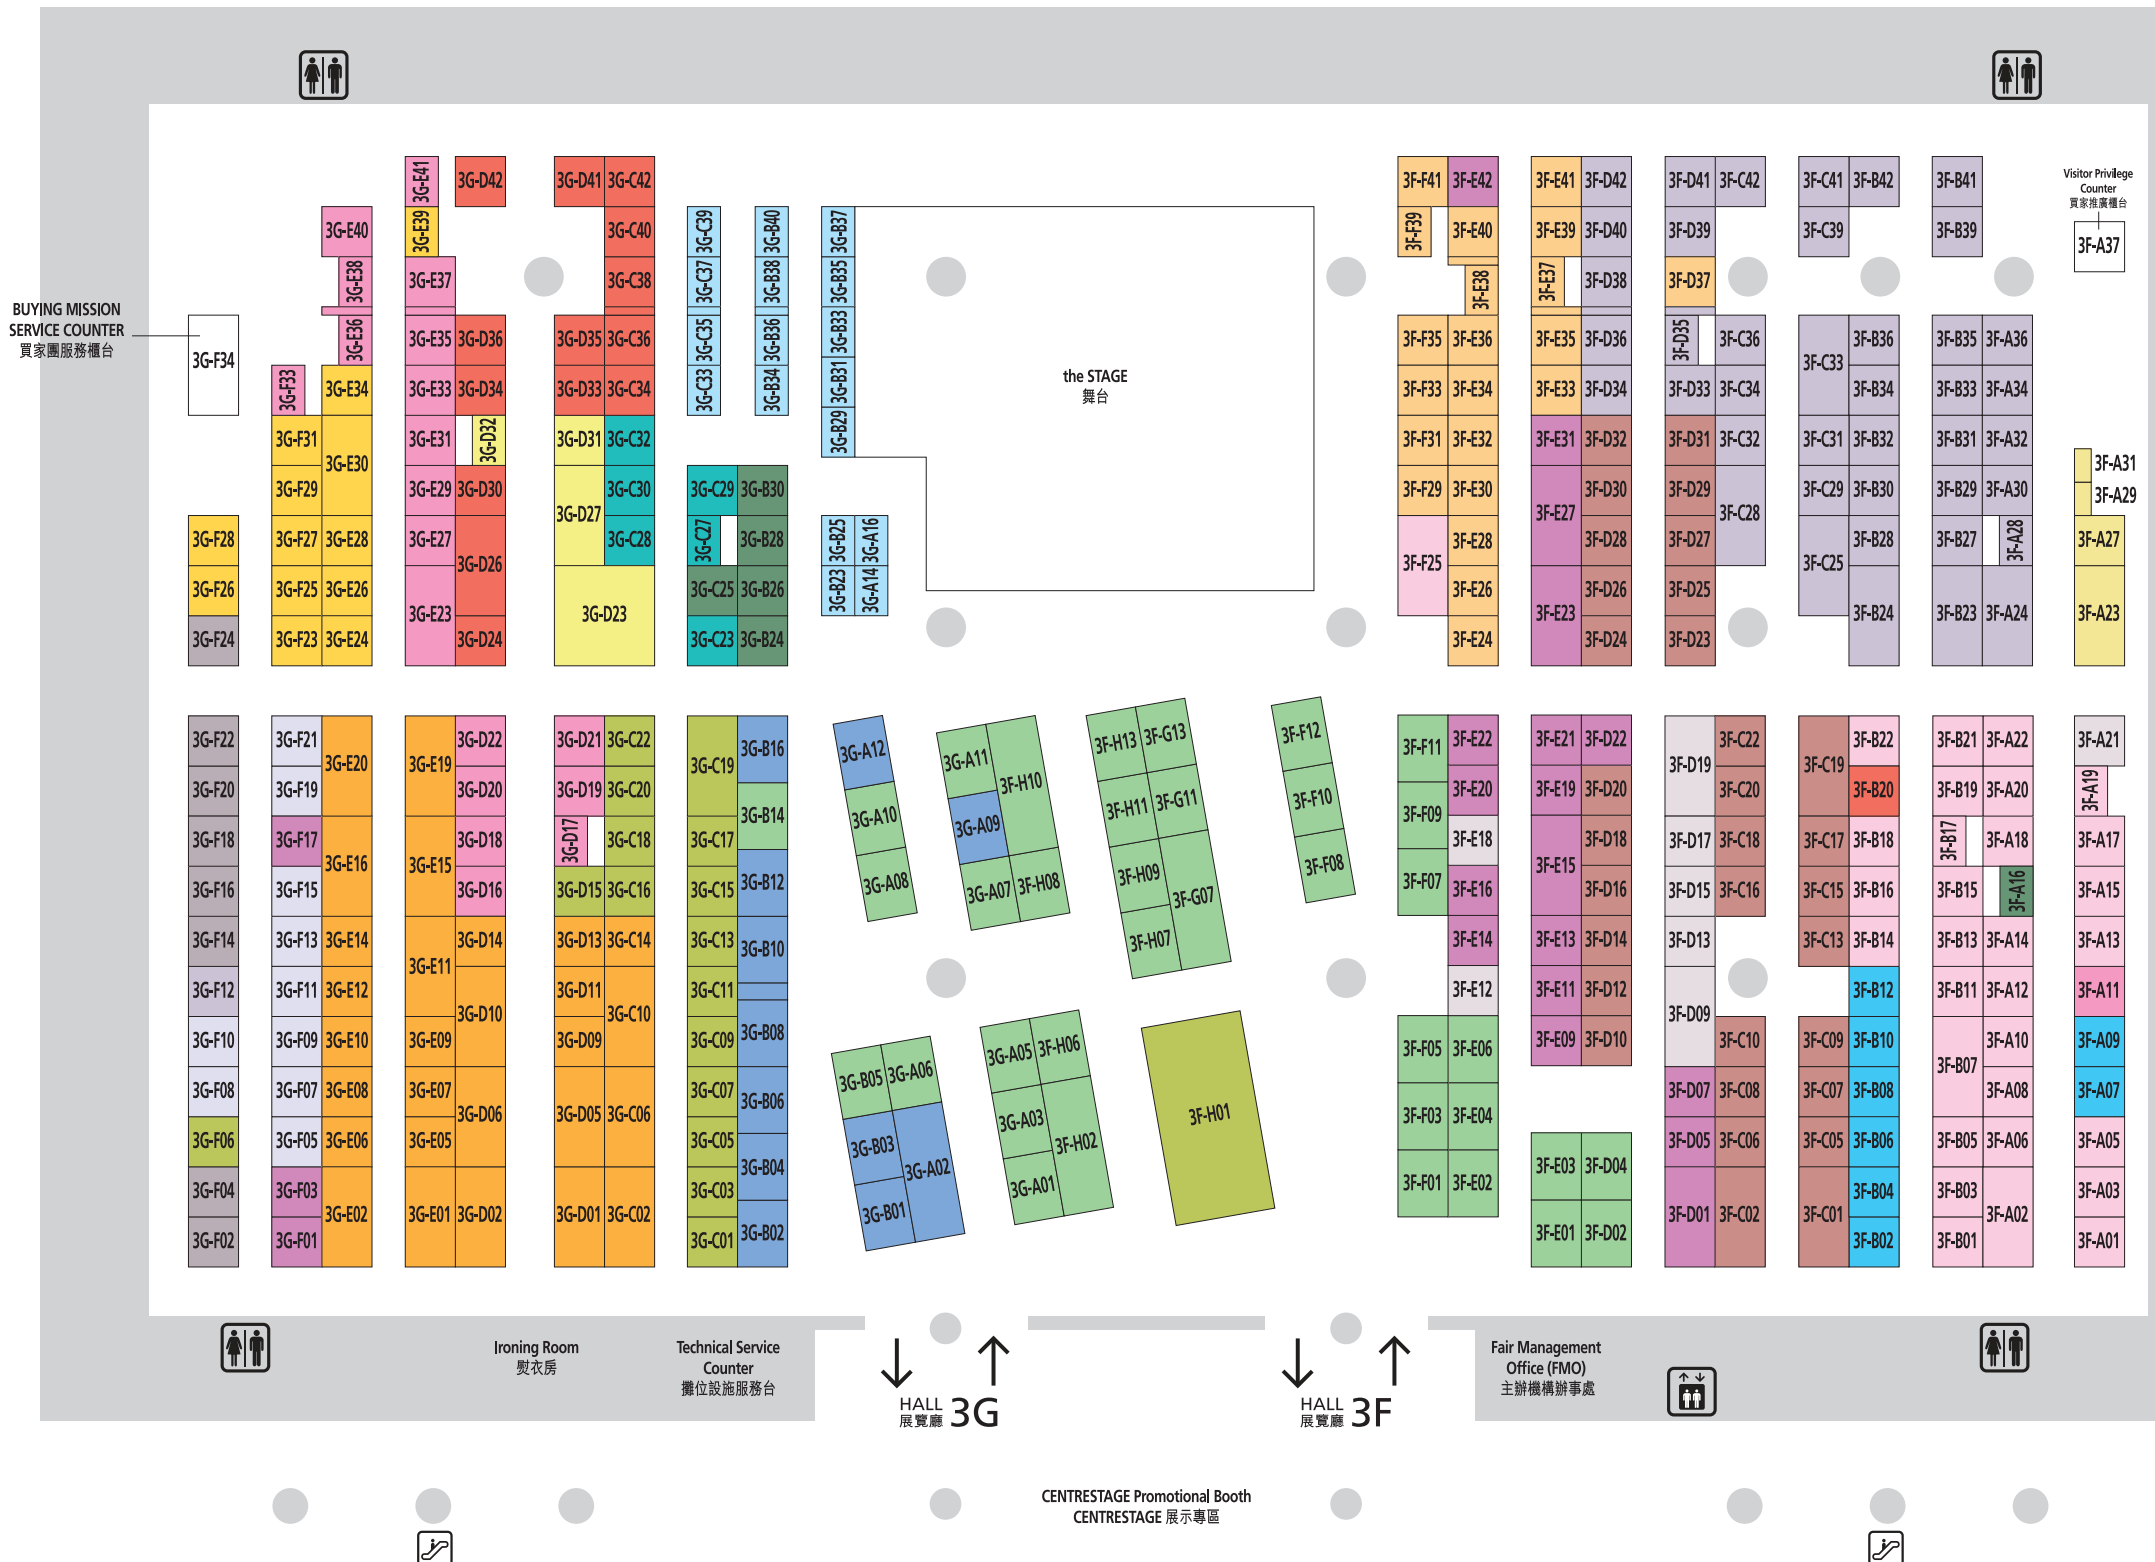 3G-E41 3G-D42 3G-D41 3G-C42 3F-F41 3F-E42 3F-E41 3F-D42 3F-D41 3F-C42 3F-C41 3F-B42 3F-B41
Visitor Privilege
Counter
買家推廣櫃台
3F-A37
3G-E40 3G-E39 3G-C40 3G-C39 3G-B40 3G-B37 3F-F39 3F-E40 3F-E39 3F-D40 3F-D39 3F-C39 3F-B39
3G-E38 3G-E37 3G-C38 3G-C37 3G-B38 3G-B35 3F-E38 3F-E37 3F-D38 3F-D37
BUYING MISSION
SERVICE COUNTER
買家團服務櫃台
3G-F34
3G-E36 3G-E35 3G-D36 3G-D35 3G-C36 3G-C35 3G-B36 3G-B33 3F-F35 3F-E36 3F-E35 3F-D36 3F-D35 3F-C36 3F-C33 3F-B36 3F-B35 3F-A36
the STAGE
舞台
3G-F33 3G-E34 3G-E33 3G-D34 3G-D33 3G-C34 3G-C33 3G-B34 3G-B31 3F-F33 3F-E34 3F-E33 3F-D34 3F-D33 3F-C34 3F-B34 3F-B33 3F-A34
3G-F31 3G-E30 3G-E31 3G-D32 3G-D31 3G-C32 3G-B29 3F-F31 3F-E32 3F-E31 3F-D32 3F-D31 3F-C32 3F-C31 3F-B32 3F-B31 3F-A32 3F-A31
3G-F29 3G-E29 3G-D30 3G-D27 3G-C30 3G-C29 3G-B30 3F-F29 3F-E30 3F-E27 3F-D30 3F-D29 3F-C28 3F-C29 3F-B30 3F-B29 3F-A30 3F-A29
3G-F28 3G-F27 3G-E28 3G-E27 3G-D26 3G-C28 3G-C27 3G-B28 3G-B25 3G-A16 3F-F25 3F-E28 3F-D28 3F-D27 3F-C25 3F-B28 3F-B27 3F-A28 3F-A27
3G-F26 3G-F25 3G-E26 3G-E23 3G-D23 3G-C25 3G-B26 3G-B23 3G-A14 3F-E26 3F-E23 3F-D26 3F-D25 3F-B24 3F-B23 3F-A24 3F-A23
3G-F24 3G-F23 3G-E24 3G-D24 3G-C23 3G-B24 3F-E24 3F-D24 3F-D23
3G-F22 3G-F21 3G-E20 3G-E19 3G-D22 3G-D21 3G-C22 3G-C19 3G-B16 3G-A12 3G-A11 3F-H10 3F-H13 3F-G13 3F-F12 3F-F11 3F-E22 3F-E21 3F-D22 3F-D19 3F-C22 3F-C19 3F-B22 3F-B21 3F-A22 3F-A21
3G-F20 3G-F19 3G-D20 3G-D19 3G-C20 3G-B14 3G-A10 3G-A09 3F-H11 3F-G11 3F-F10 3F-F09 3F-E20 3F-E19 3F-D20 3F-C20 3F-B20 3F-B19 3F-A20 3F-A19
3G-F18 3G-F17 3G-E16 3G-E15 3G-D18 3G-D17 3G-C18 3G-C17 3F-E18 3F-E15 3F-D18 3F-D17 3F-C18 3F-C17 3F-B18 3F-B17 3F-A18 3F-A17
3G-F16 3G-F15 3G-D16 3G-D15 3G-C16 3G-C15 3G-B12 3G-A08 3G-A07 3F-H08 3F-H09 3F-G07 3F-F08 3F-F07 3F-E16 3F-D16 3F-D15 3F-C16 3F-C15 3F-B16 3F-B15 3F-A16 3F-A15
3G-F14 3G-F13 3G-E14 3G-E11 3G-D14 3G-D13 3G-C14 3G-C13 3G-B10 3F-H07 3F-E14 3F-E13 3F-D14 3F-D13 3F-C13 3F-B14 3F-B13 3F-A14 3F-A13
3G-F12 3G-F11 3G-E12 3G-D10 3G-D11 3G-C10 3G-C11 3F-E12 3F-E11 3F-D12 3F-D09 3F-B12 3F-B11 3F-A12 3F-A11
3G-F10 3G-F09 3G-E10 3G-E09 3G-D09 3G-C09 3G-B08 3G-B05 3G-A06 3G-A05 3F-H06 3F-F05 3F-E06 3F-E09 3F-D10 3F-C10 3F-C09 3F-B10 3F-B07 3F-A10 3F-A09
3G-F08 3G-F07 3G-E08 3G-E07 3G-D06 3G-D05 3G-C06 3G-C07 3G-B06 3G-A03 3F-H02 3F-H01 3F-F03 3F-E04 3F-D07 3F-C08 3F-C07 3F-B08 3F-A08 3F-A07
3G-F06 3G-F05 3G-E06 3G-E05 3G-C05 3G-B04 3G-B03 3G-A02 3F-E03 3F-D04 3F-D05 3F-C06 3F-C05 3F-B06 3F-B05 3F-A06 3F-A05
3G-F04 3G-F03 3G-E02 3G-E01 3G-D02 3G-D01 3G-C02 3G-C03 3G-B01 3G-A01 3F-F01 3F-E02 3F-D01 3F-C02 3F-C01 3F-B04 3F-B03 3F-A02 3F-A03
3G-F02 3G-F01 3G-C01 3G-B02 3F-E01 3F-D02 3F-B02 3F-B01 3F-A01
Ironing Room
熨衣房
Technical Service
Counter
攤位設施服務台
HALL
展覽廳 3G
HALL
展覽廳 3F
Fair Management
Office (FMO)
主辦機構辦事處
CENTRESTAGE Promotional Booth
CENTRESTAGE 展示專區